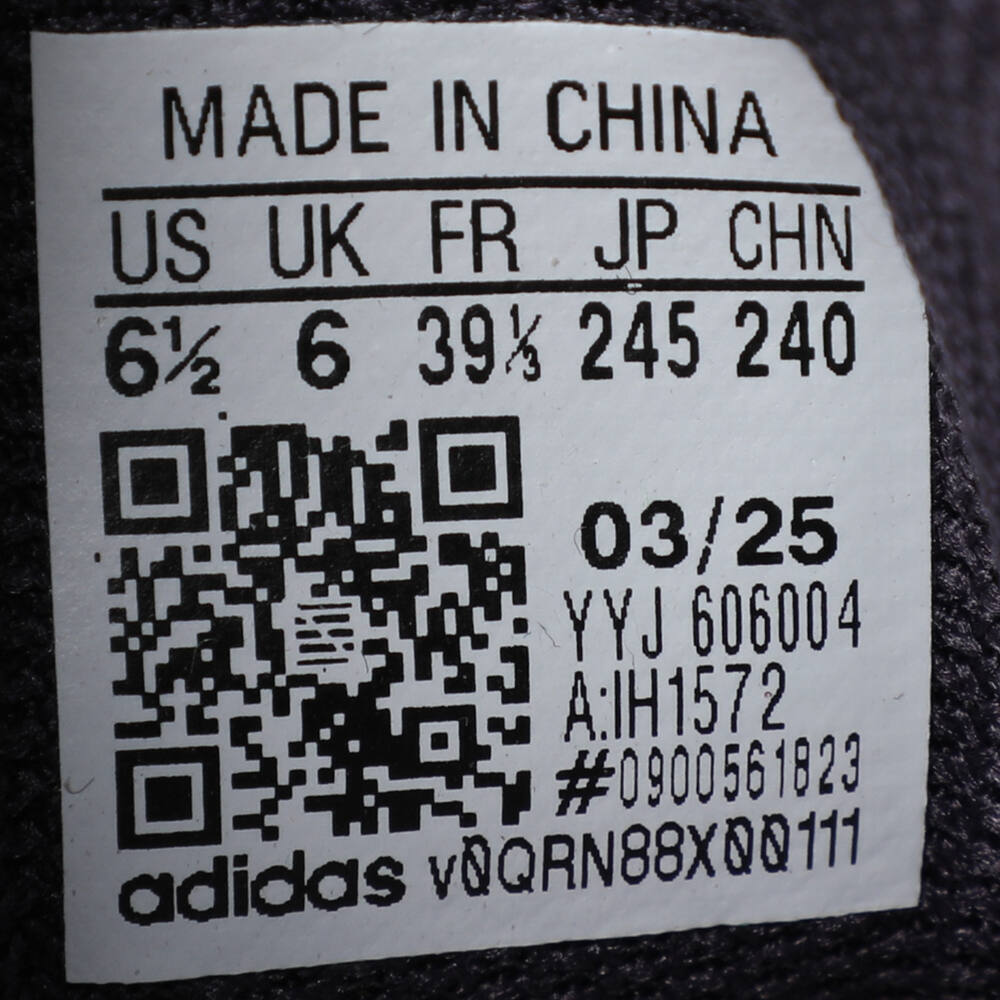 MADE IN CHINA
US UK FR JP CHN
6½ 6 39⅓ 245 240
03/25
YYJ 606004
A:IH1572
#0900561823
adidas v0QRN88X00111